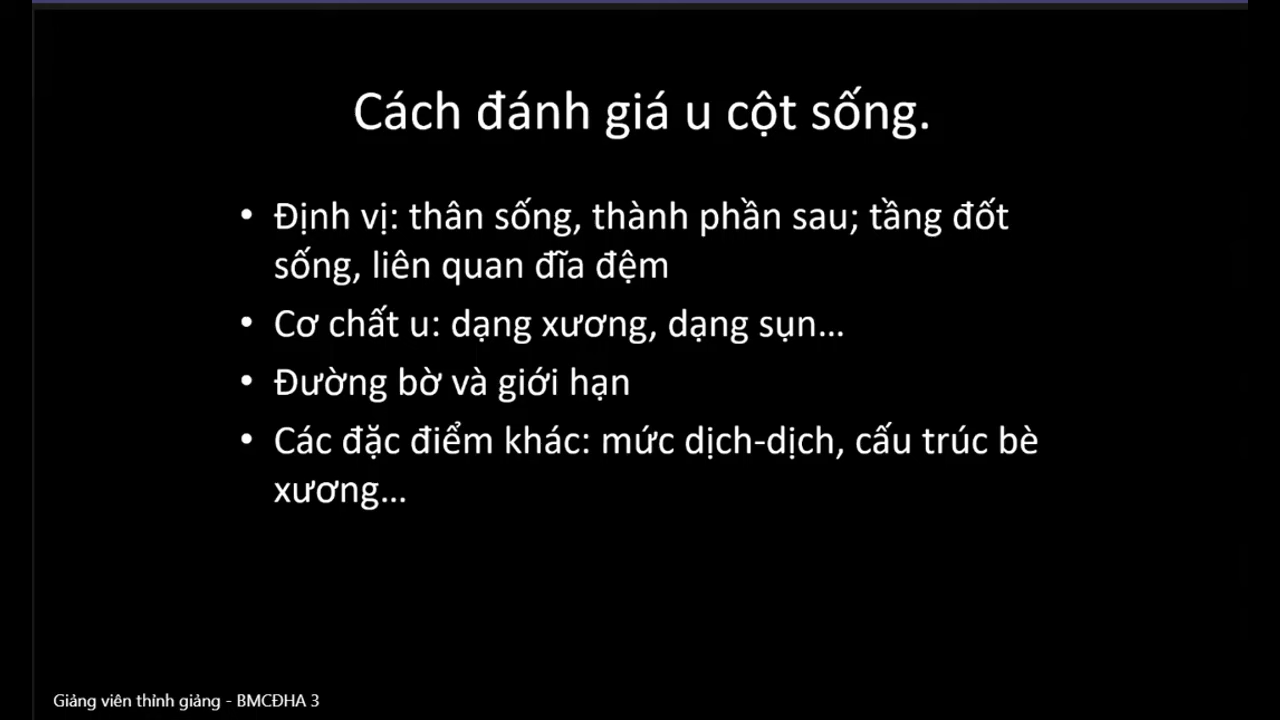 Cách đánh giá u cột sống.
• Định vị: thân sống, thành phần sau; tầng đốt
sống, liên quan đĩa đệm
• Cơ chất u: dạng xương, dạng sụn...
• Đường bờ và giới hạn
• Các đặc điểm khác: mức dịch-dịch, cấu trúc bè
xương...
Giảng viên thỉnh giảng - BMCĐHA 3